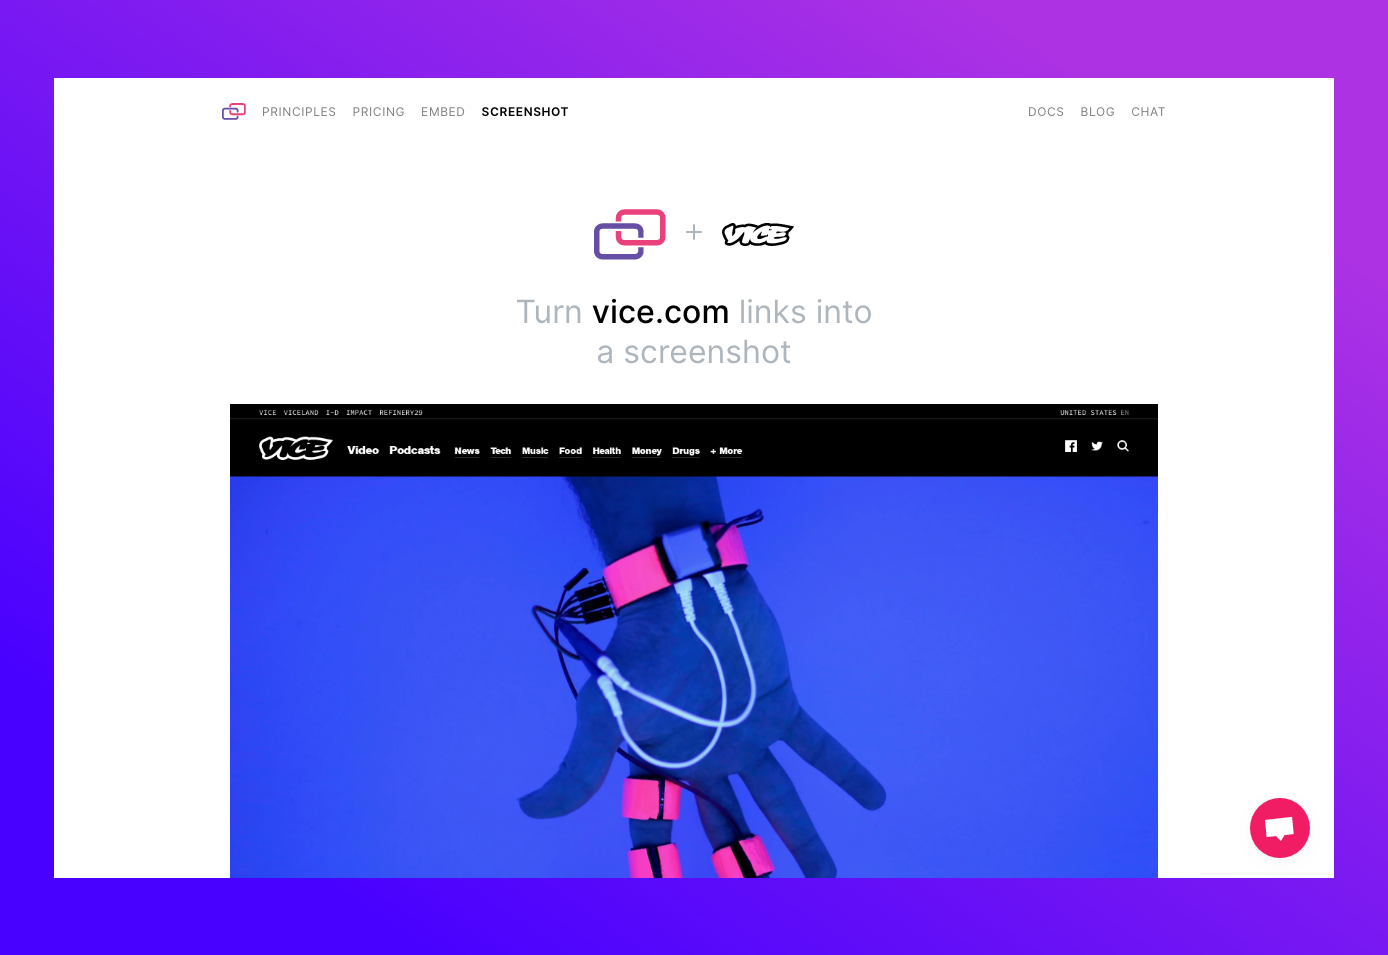 PRINCIPLES PRICING EMBED SCREENSHOT DOCS BLOG CHAT
+ VICE
Turn vice.com links into
a screenshot
VICE VICELAND I-D IMPACT REFINERY29 UNITED STATES EN
VICE Video Podcasts News Tech Music Food Health Money Drugs + More